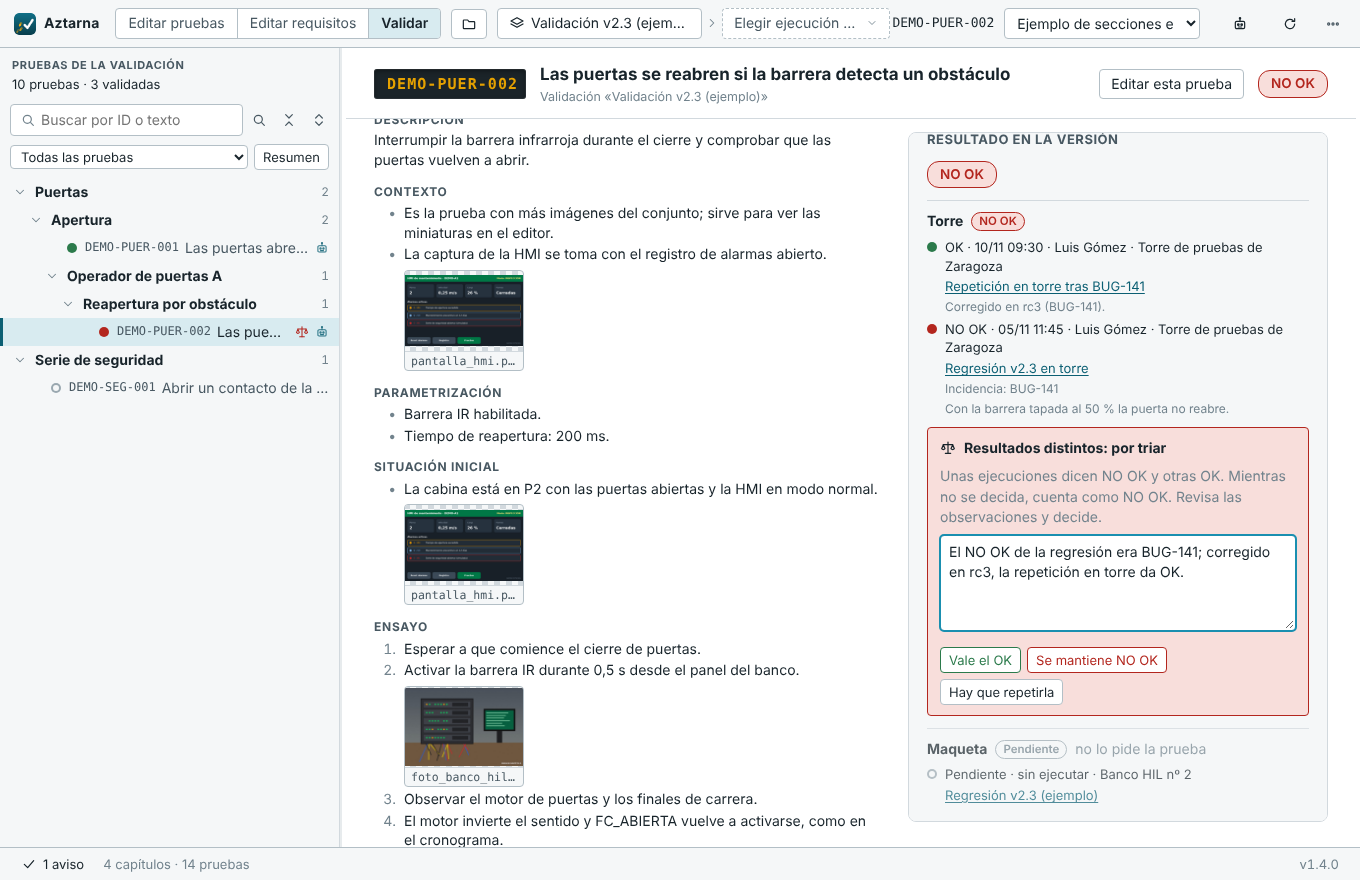 Aztarna
Editar pruebas
Editar requisitos
Validar
Validación v2.3 (ejem...
Elegir ejecución ...
DEMO-PUER-002
Ejemplo de secciones e
PRUEBAS DE LA VALIDACIÓN
10 pruebas · 3 validadas
Buscar por ID o texto
Todas las pruebas
Resumen
Puertas 2
Apertura 2
DEMO-PUER-001 Las puertas abre...
Operador de puertas A 1
Reapertura por obstáculo 1
DEMO-PUER-002 Las pue...
Serie de seguridad 1
DEMO-SEG-001 Abrir un contacto de la ...
DEMO-PUER-002
Las puertas se reabren si la barrera detecta un obstáculo
Validación «Validación v2.3 (ejemplo)»
Editar esta prueba
NO OK
DESCRIPCIÓN
Interrumpir la barrera infrarroja durante el cierre y comprobar que las
puertas vuelven a abrir.
CONTEXTO
Es la prueba con más imágenes del conjunto; sirve para ver las
miniaturas en el editor.
La captura de la HMI se toma con el registro de alarmas abierto.
pantalla_hmi.p…
PARAMETRIZACIÓN
Barrera IR habilitada.
Tiempo de reapertura: 200 ms.
SITUACIÓN INICIAL
La cabina está en P2 con las puertas abiertas y la HMI en modo normal.
pantalla_hmi.p…
ENSAYO
1. Esperar a que comience el cierre de puertas.
2. Activar la barrera IR durante 0,5 s desde el panel del banco.
foto_banco_hil…
3. Observar el motor de puertas y los finales de carrera.
4. El motor invierte el sentido y FC_ABIERTA vuelve a activarse, como en
el cronograma.
RESULTADO EN LA VERSIÓN
NO OK
Torre NO OK
OK · 10/11 09:30 · Luis Gómez · Torre de pruebas de
Zaragoza
Repetición en torre tras BUG-141
Corregido en rc3 (BUG-141).
NO OK · 05/11 11:45 · Luis Gómez · Torre de pruebas de
Zaragoza
Regresión v2.3 en torre
Incidencia: BUG-141
Con la barrera tapada al 50 % la puerta no reabre.
Resultados distintos: por triar
Unas ejecuciones dicen NO OK y otras OK. Mientras
no se decida, cuenta como NO OK. Revisa las
observaciones y decide.
El NO OK de la regresión era BUG-141; corregido
en rc3, la repetición en torre da OK.
Vale el OK
Se mantiene NO OK
Hay que repetirla
Maqueta Pendiente no lo pide la prueba
Pendiente · sin ejecutar · Banco HIL nº 2
Regresión v2.3 (ejemplo)
1 aviso
4 capítulos · 14 pruebas
v1.4.0